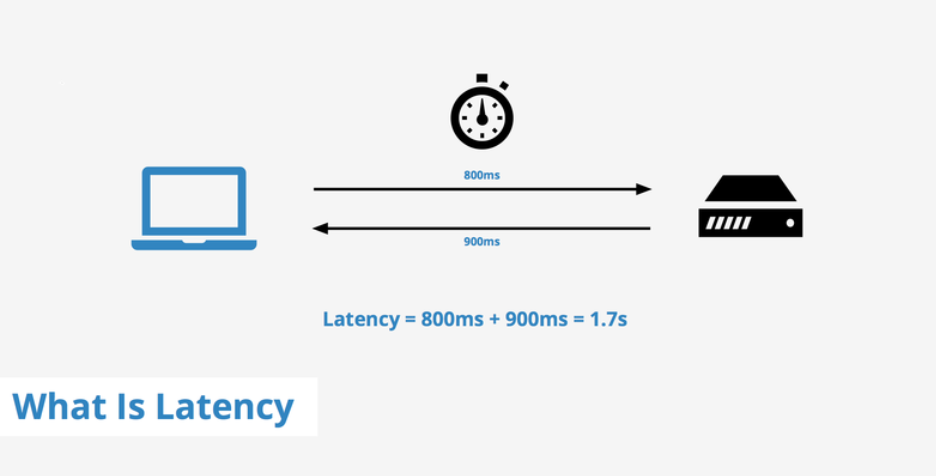 800ms
900ms
Latency = 800ms + 900ms = 1.7s
What Is Latency